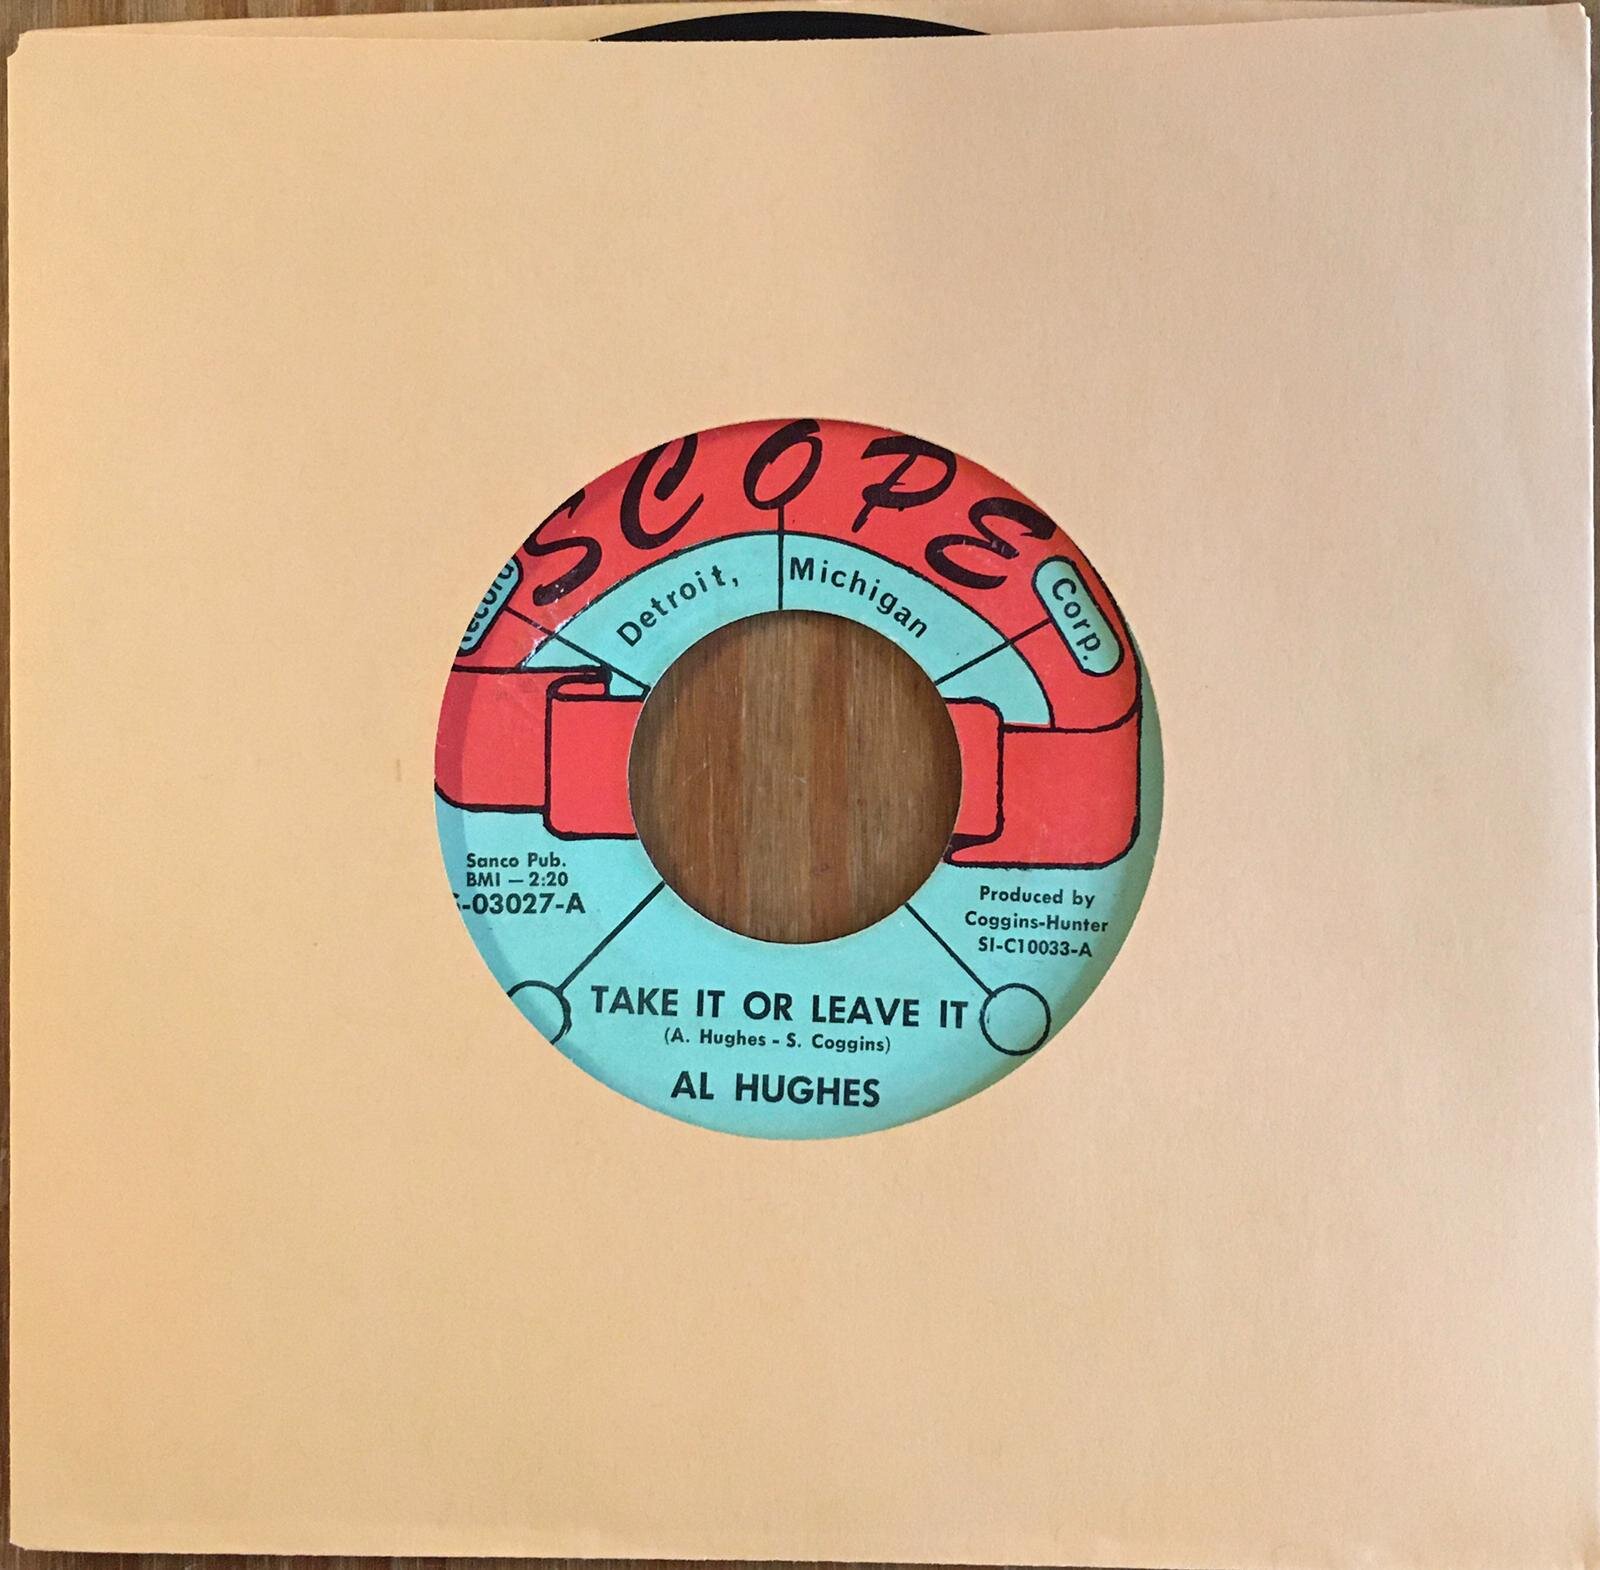 SCOPE
Detroit, Michigan
Corp.
Sanco Pub.
BMI — 2:20
-03027-A
Produced by
Coggins-Hunter
SI-C10033-A
TAKE IT OR LEAVE IT
(A. Hughes - S. Coggins)
AL HUGHES